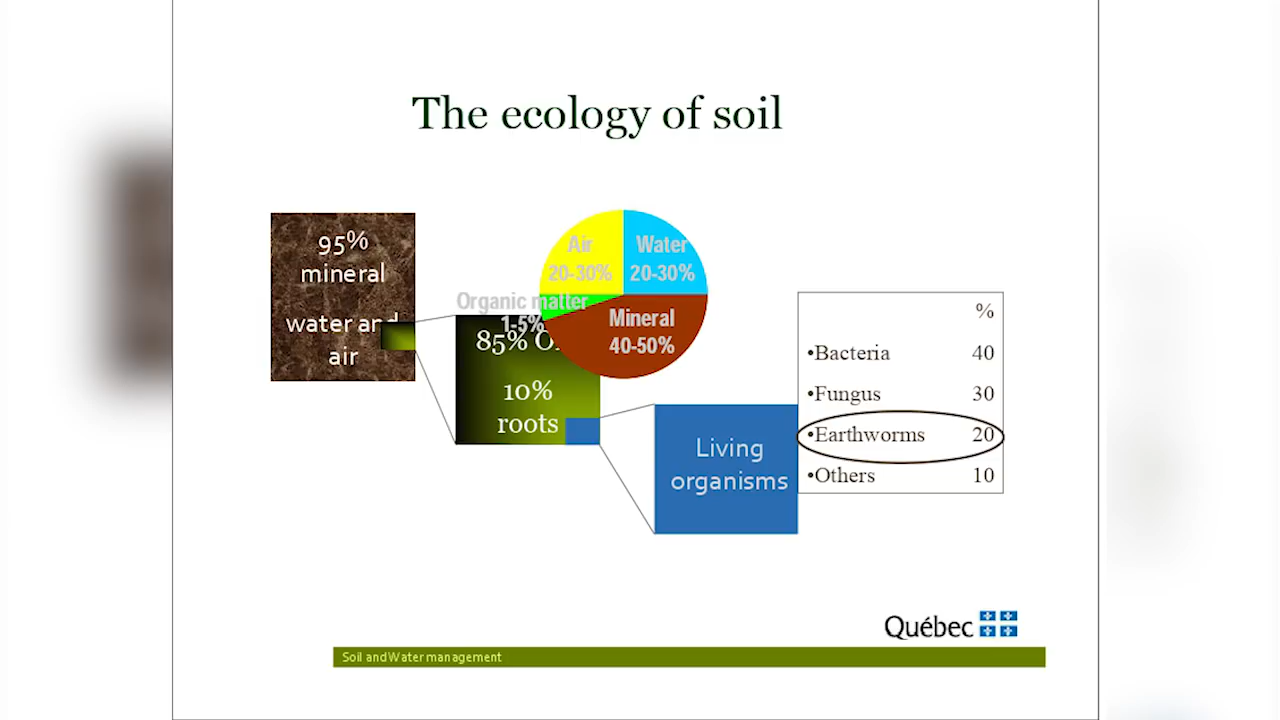 The ecology of soil
95%
mineral
water and
air
Air
20-30%
Water
20-30%
Organic matter
1-5%
Mineral
40-50%
85%
10%
roots
Living
organisms
%
•Bacteria 40
•Fungus 30
•Earthworms 20
•Others 10
Québec
Soil and Water management